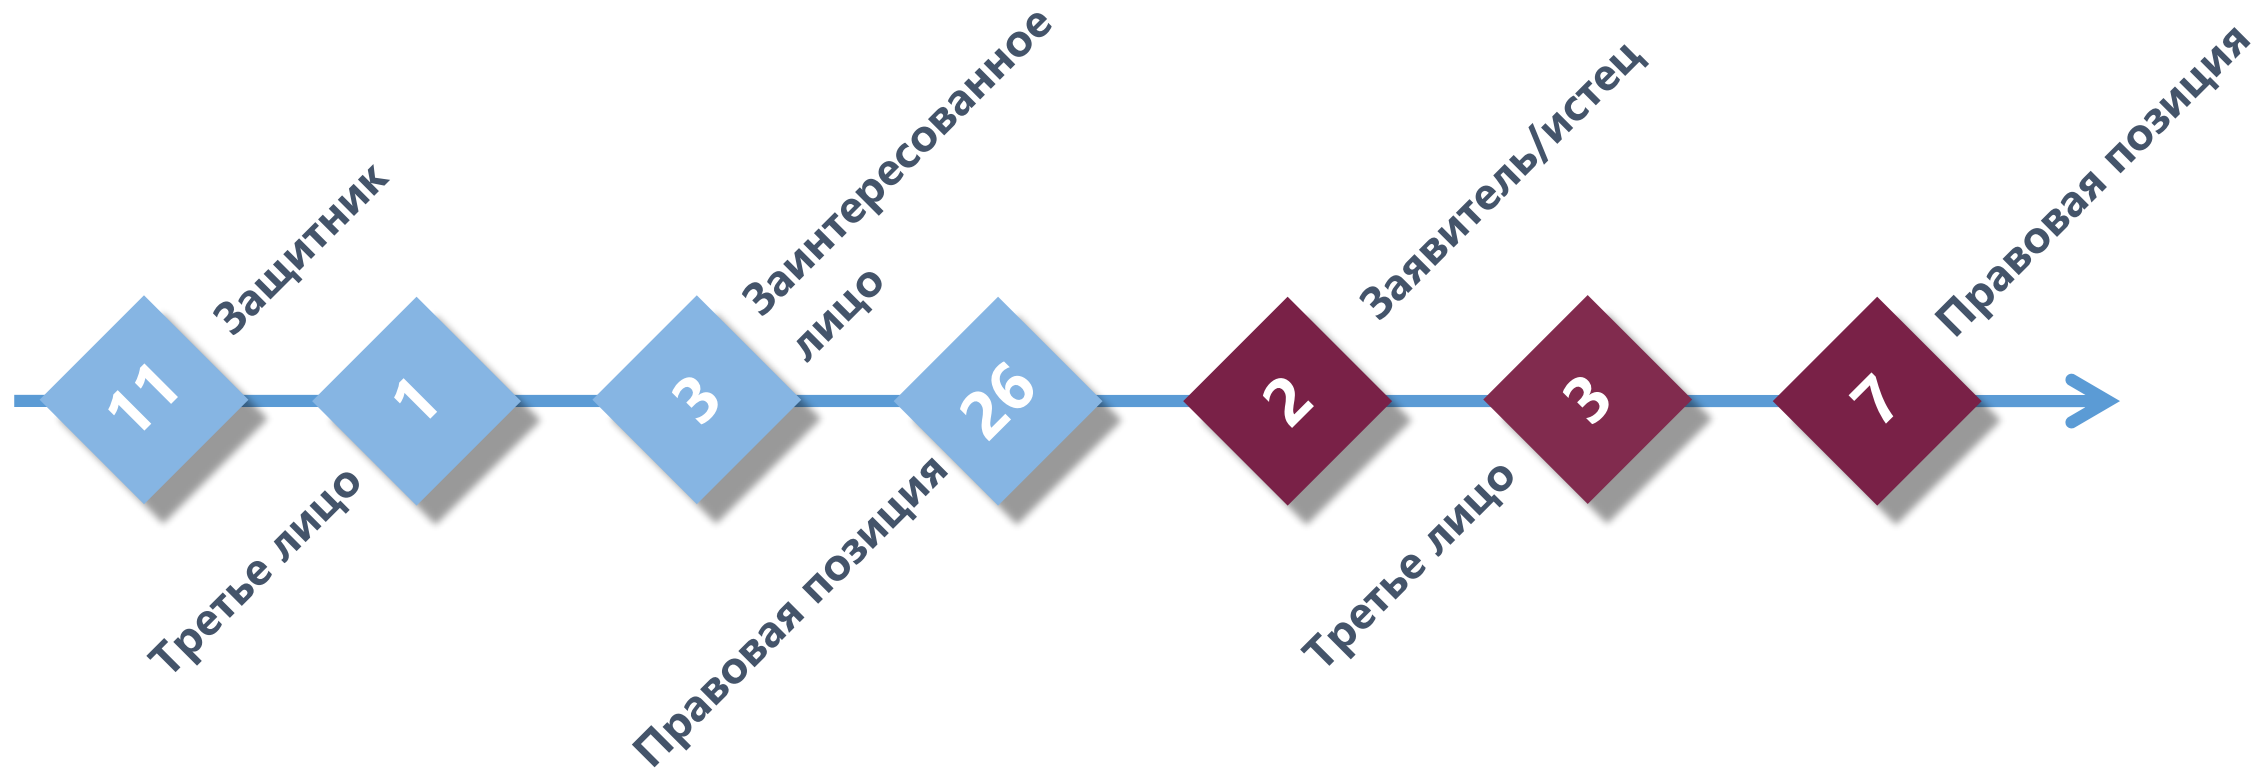 11
Защитник
1
Третье лицо
3
Заинтересованное
лицо
26
Правовая позиция
2
Заявитель/истец
3
Третье лицо
7
Правовая позиция